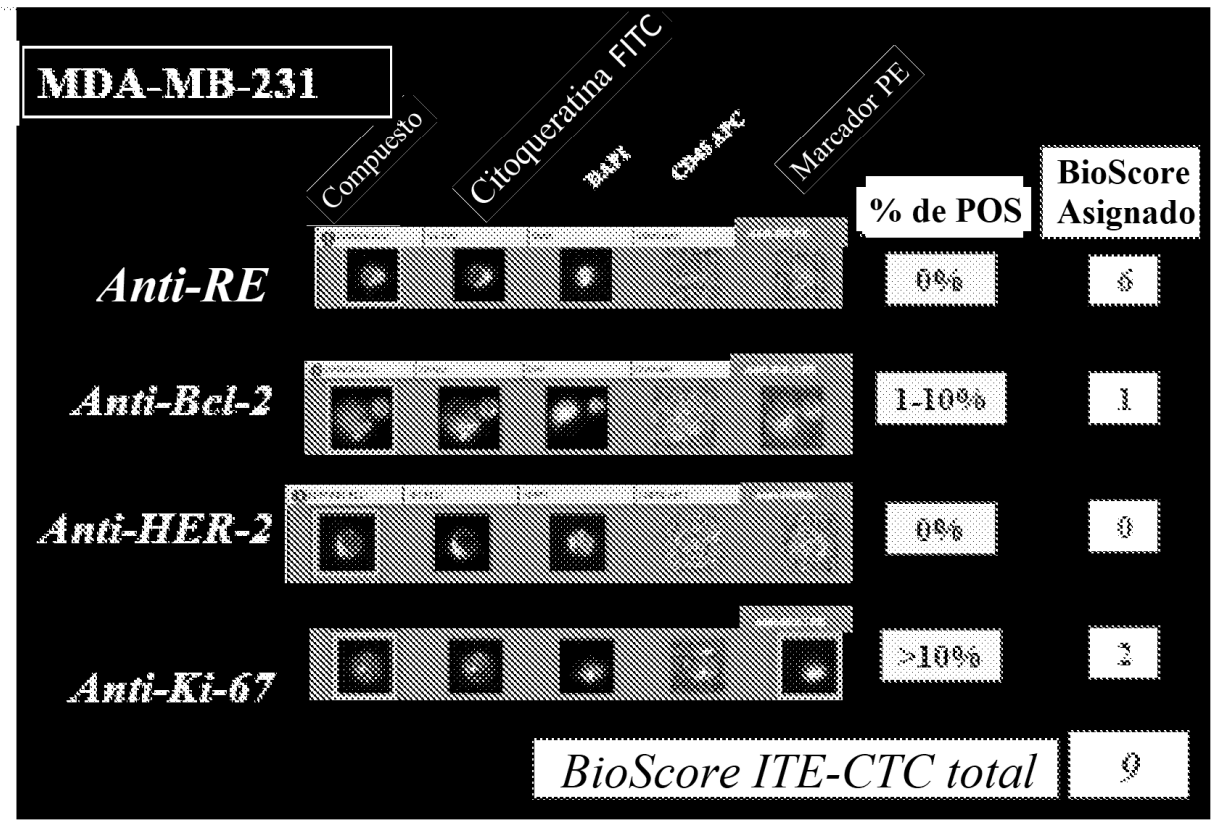 MDA-MB-231
Compuesto
Citoqueratina FITC
DAPI
CD45 APC
Marcador PE
% de POS
BioScore
Asignado
Anti-RE
0%
6
Anti-Bcl-2
1-10%
1
Anti-HER-2
0%
0
Anti-Ki-67
>10%
2
BioScore ITE-CTC total
9